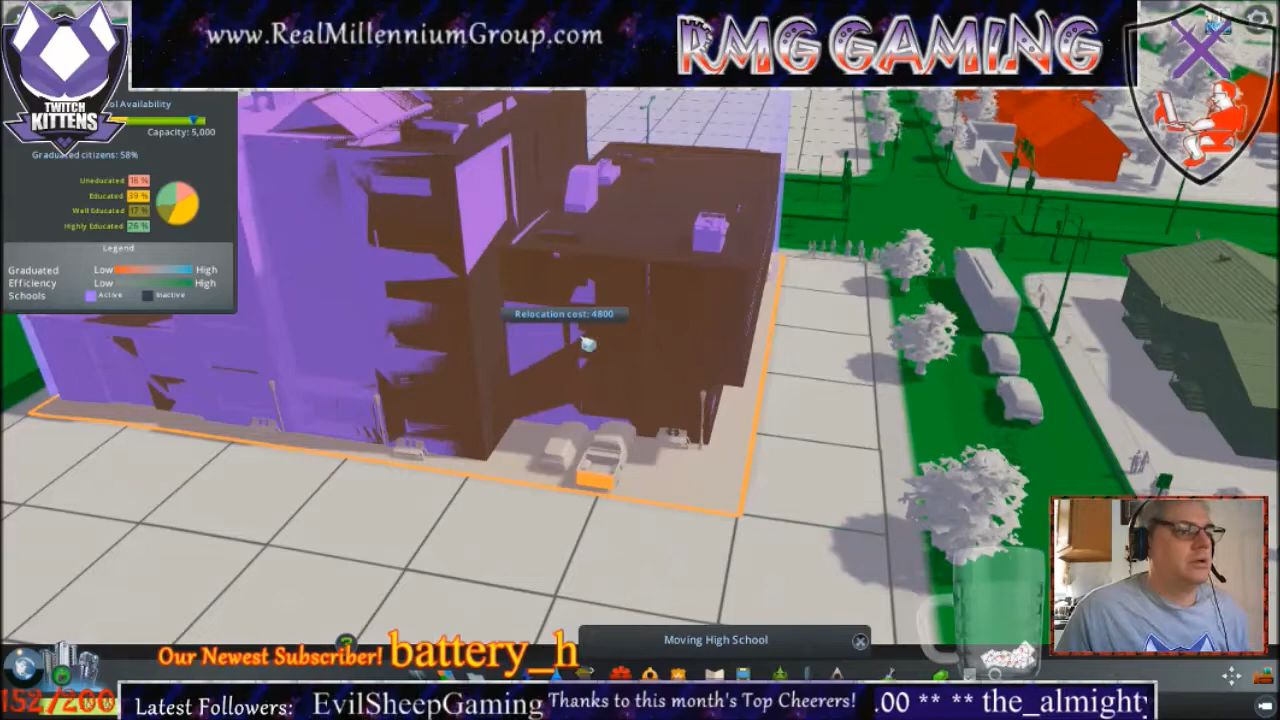 www.RealMillenniumGroup.com
RMG GAMING
TWITCH
KITTENS
ol Availability
Capacity: 5,000
Graduated citizens: 58%
Uneducated 16 %
Educated 39 %
Well Educated 17 %
Highly Educated 26 %
Legend
Graduated Low High
Efficiency Low High
Schools Active Inactive
Relocation cost: 4800
Moving High School
Our Newest Subscriber! battery_h
152/200
Latest Followers: EvilSheepGaming Thanks to this month's Top Cheerers! .00 ** ** the_almighty